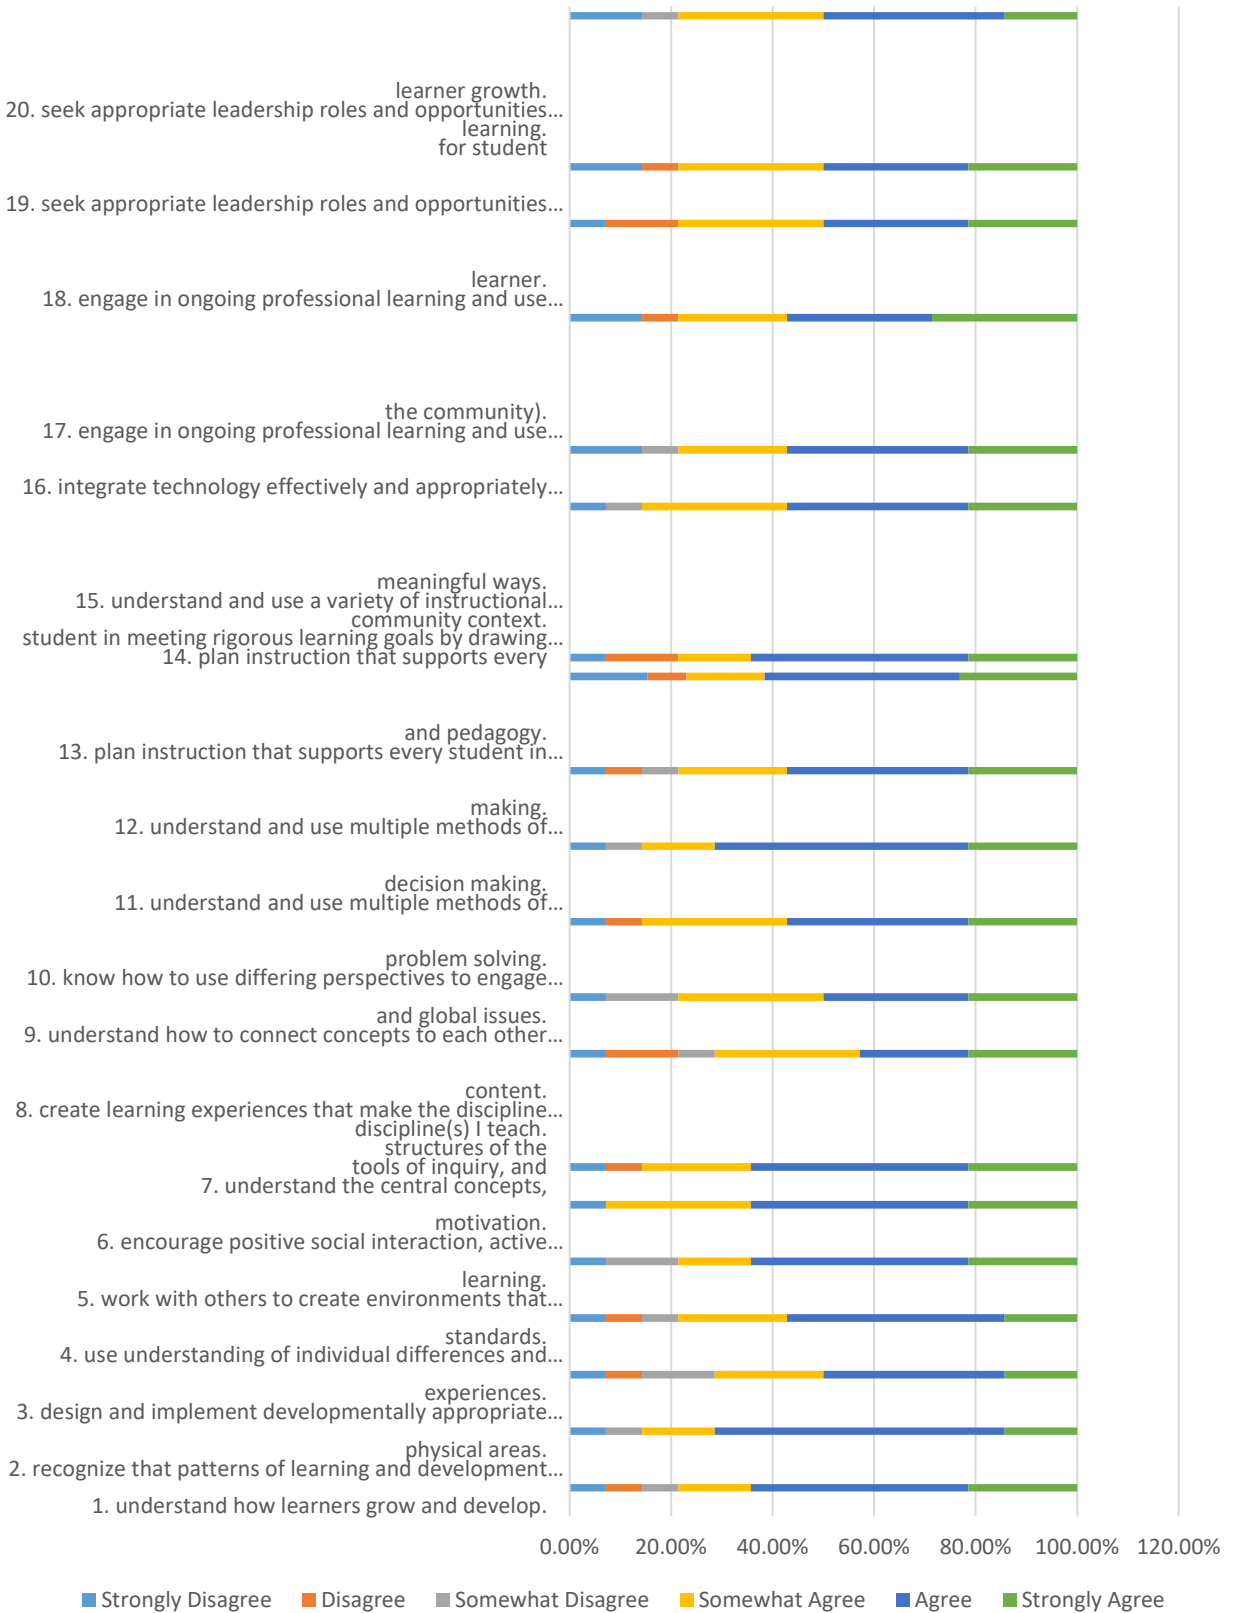 learner growth.
20. seek appropriate leadership roles and opportunities...
learning.
for student
19. seek appropriate leadership roles and opportunities...
learner.
18. engage in ongoing professional learning and use...
the community).
17. engage in ongoing professional learning and use...
16. integrate technology effectively and appropriately...
meaningful ways.
15. understand and use a variety of instructional...
community context.
student in meeting rigorous learning goals by drawing...
14. plan instruction that supports every
and pedagogy.
13. plan instruction that supports every student in...
making.
12. understand and use multiple methods of...
decision making.
11. understand and use multiple methods of...
problem solving.
10. know how to use differing perspectives to engage...
and global issues.
9. understand how to connect concepts to each other...
content.
8. create learning experiences that make the discipline...
discipline(s) I teach.
structures of the
tools of inquiry, and
7. understand the central concepts,
motivation.
6. encourage positive social interaction, active...
learning.
5. work with others to create environments that...
standards.
4. use understanding of individual differences and...
experiences.
3. design and implement developmentally appropriate...
physical areas.
2. recognize that patterns of learning and development...
1. understand how learners grow and develop.
0.00% 20.00% 40.00% 60.00% 80.00% 100.00% 120.00%
Strongly Disagree Disagree Somewhat Disagree Somewhat Agree Agree Strongly Agree